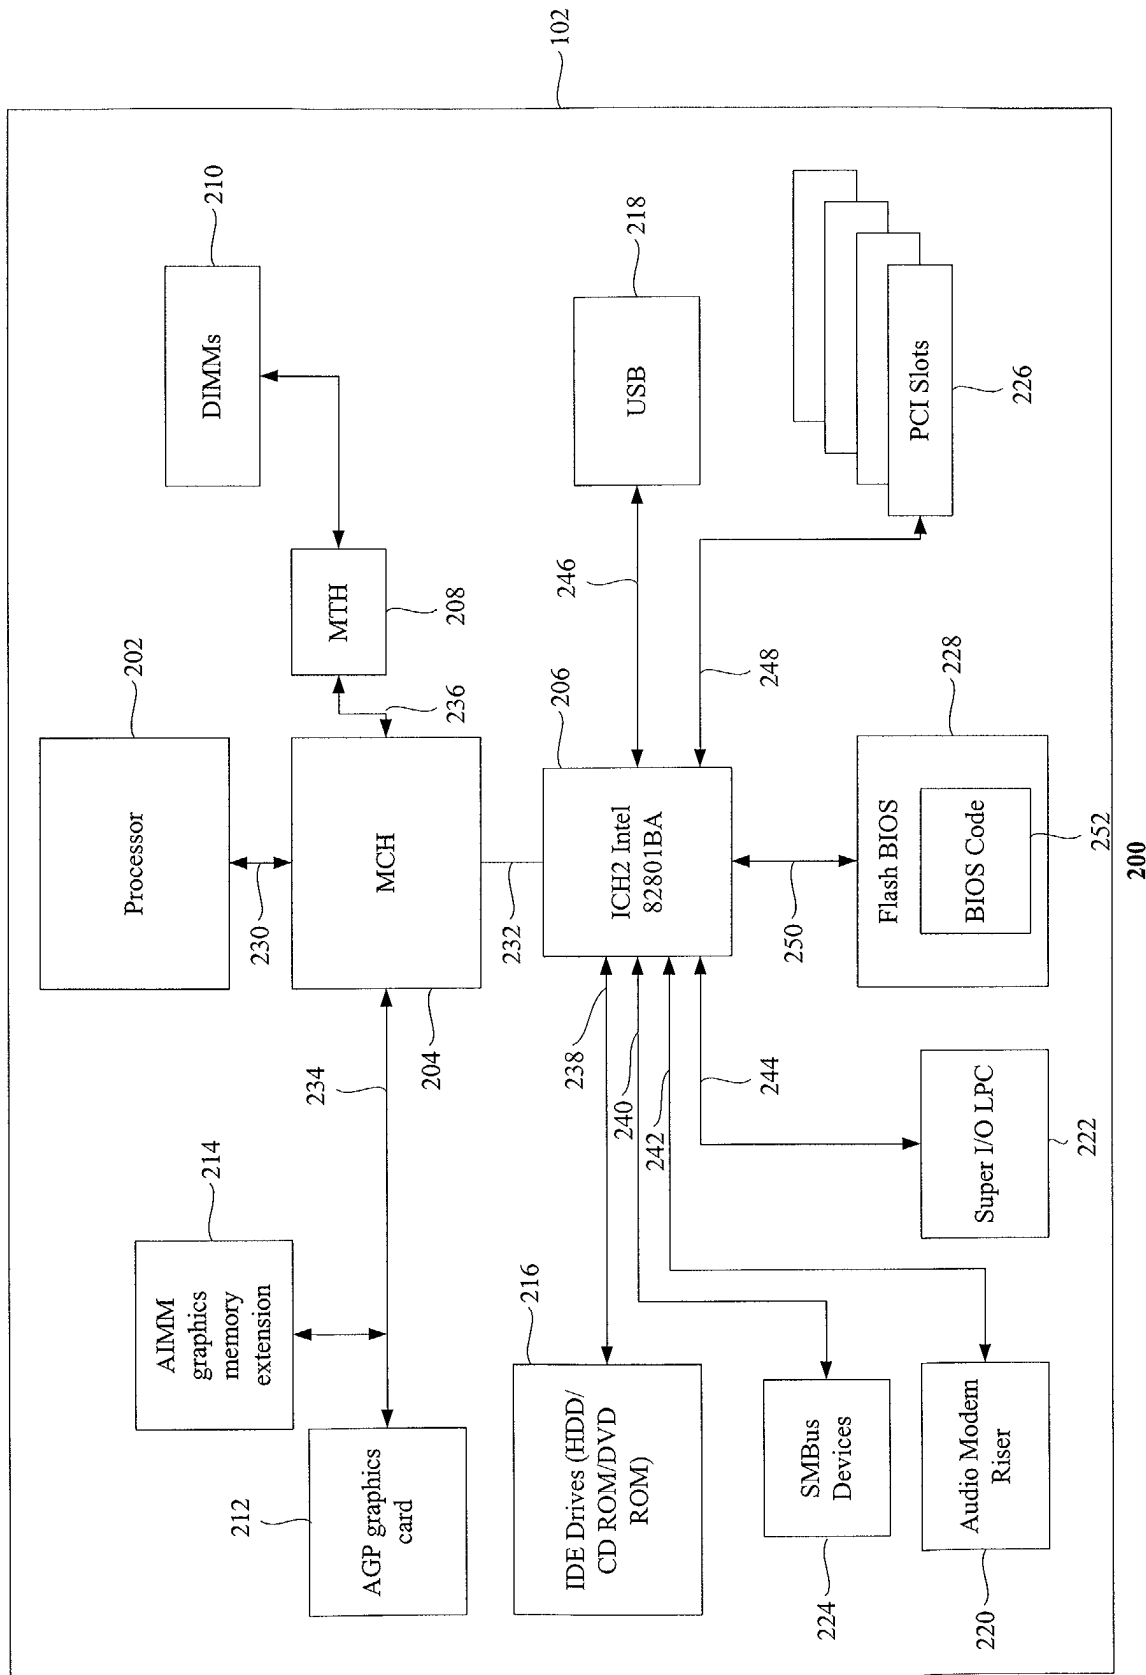 102
202
Processor
230
210
DIMMs
MTH
208
236
214
AIMM
graphics
memory
extension
234
204
MCH
212
AGP graphics
card
232
206
ICH2 Intel
82801BA
246
218
USB
216
IDE Drives (HDD/
CD ROM/DVD
ROM)
238
240
242
244
248
250
224
SMBus
Devices
220
Audio Modem
Riser
Super I/O LPC
222
228
Flash BIOS
BIOS Code
252
PCI Slots
226
200